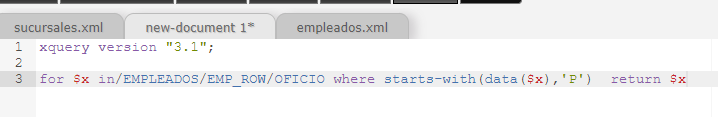 sucursales.xml new-document 1* empleados.xml
1 xquery version "3.1";
2
3 for $x in/EMPLEADOS/EMP_ROW/OFICIO where starts-with(data($x),'P') return $x